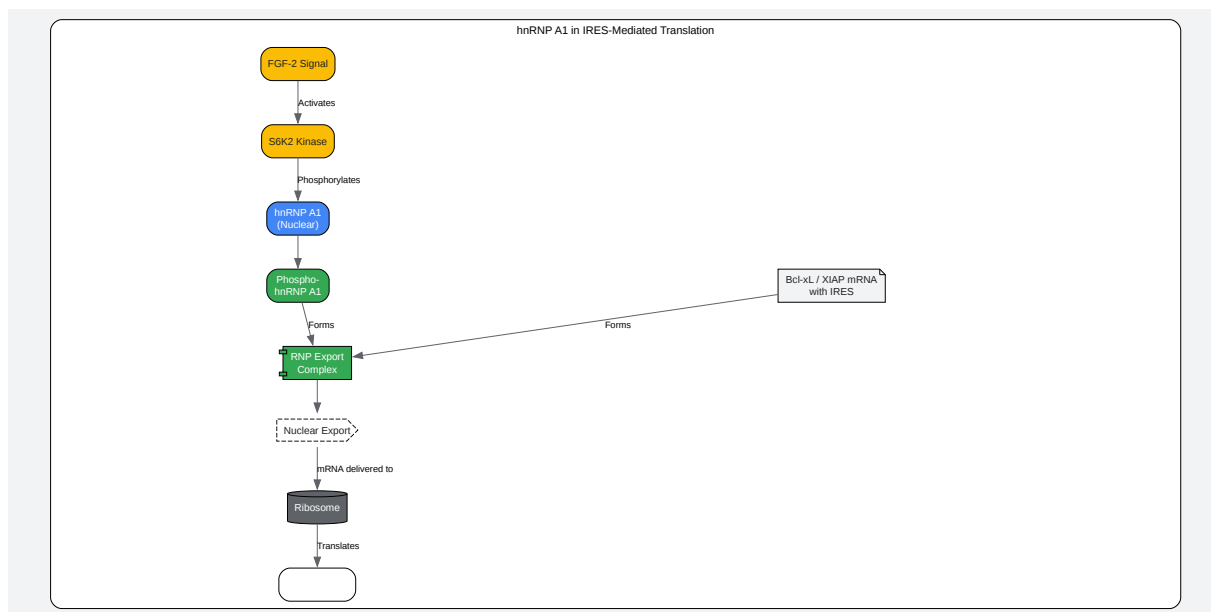 hnRNP A1 in IRES-Mediated Translation
FGF-2 Signal
Activates
S6K2 Kinase
Phosphorylates
hnRNP A1
(Nuclear)
Phospho-
hnRNP A1
Bcl-xL / XIAP mRNA
with IRES
Forms
Forms
RNP Export
Complex
Nuclear Export
mRNA delivered to
Ribosome
Translates